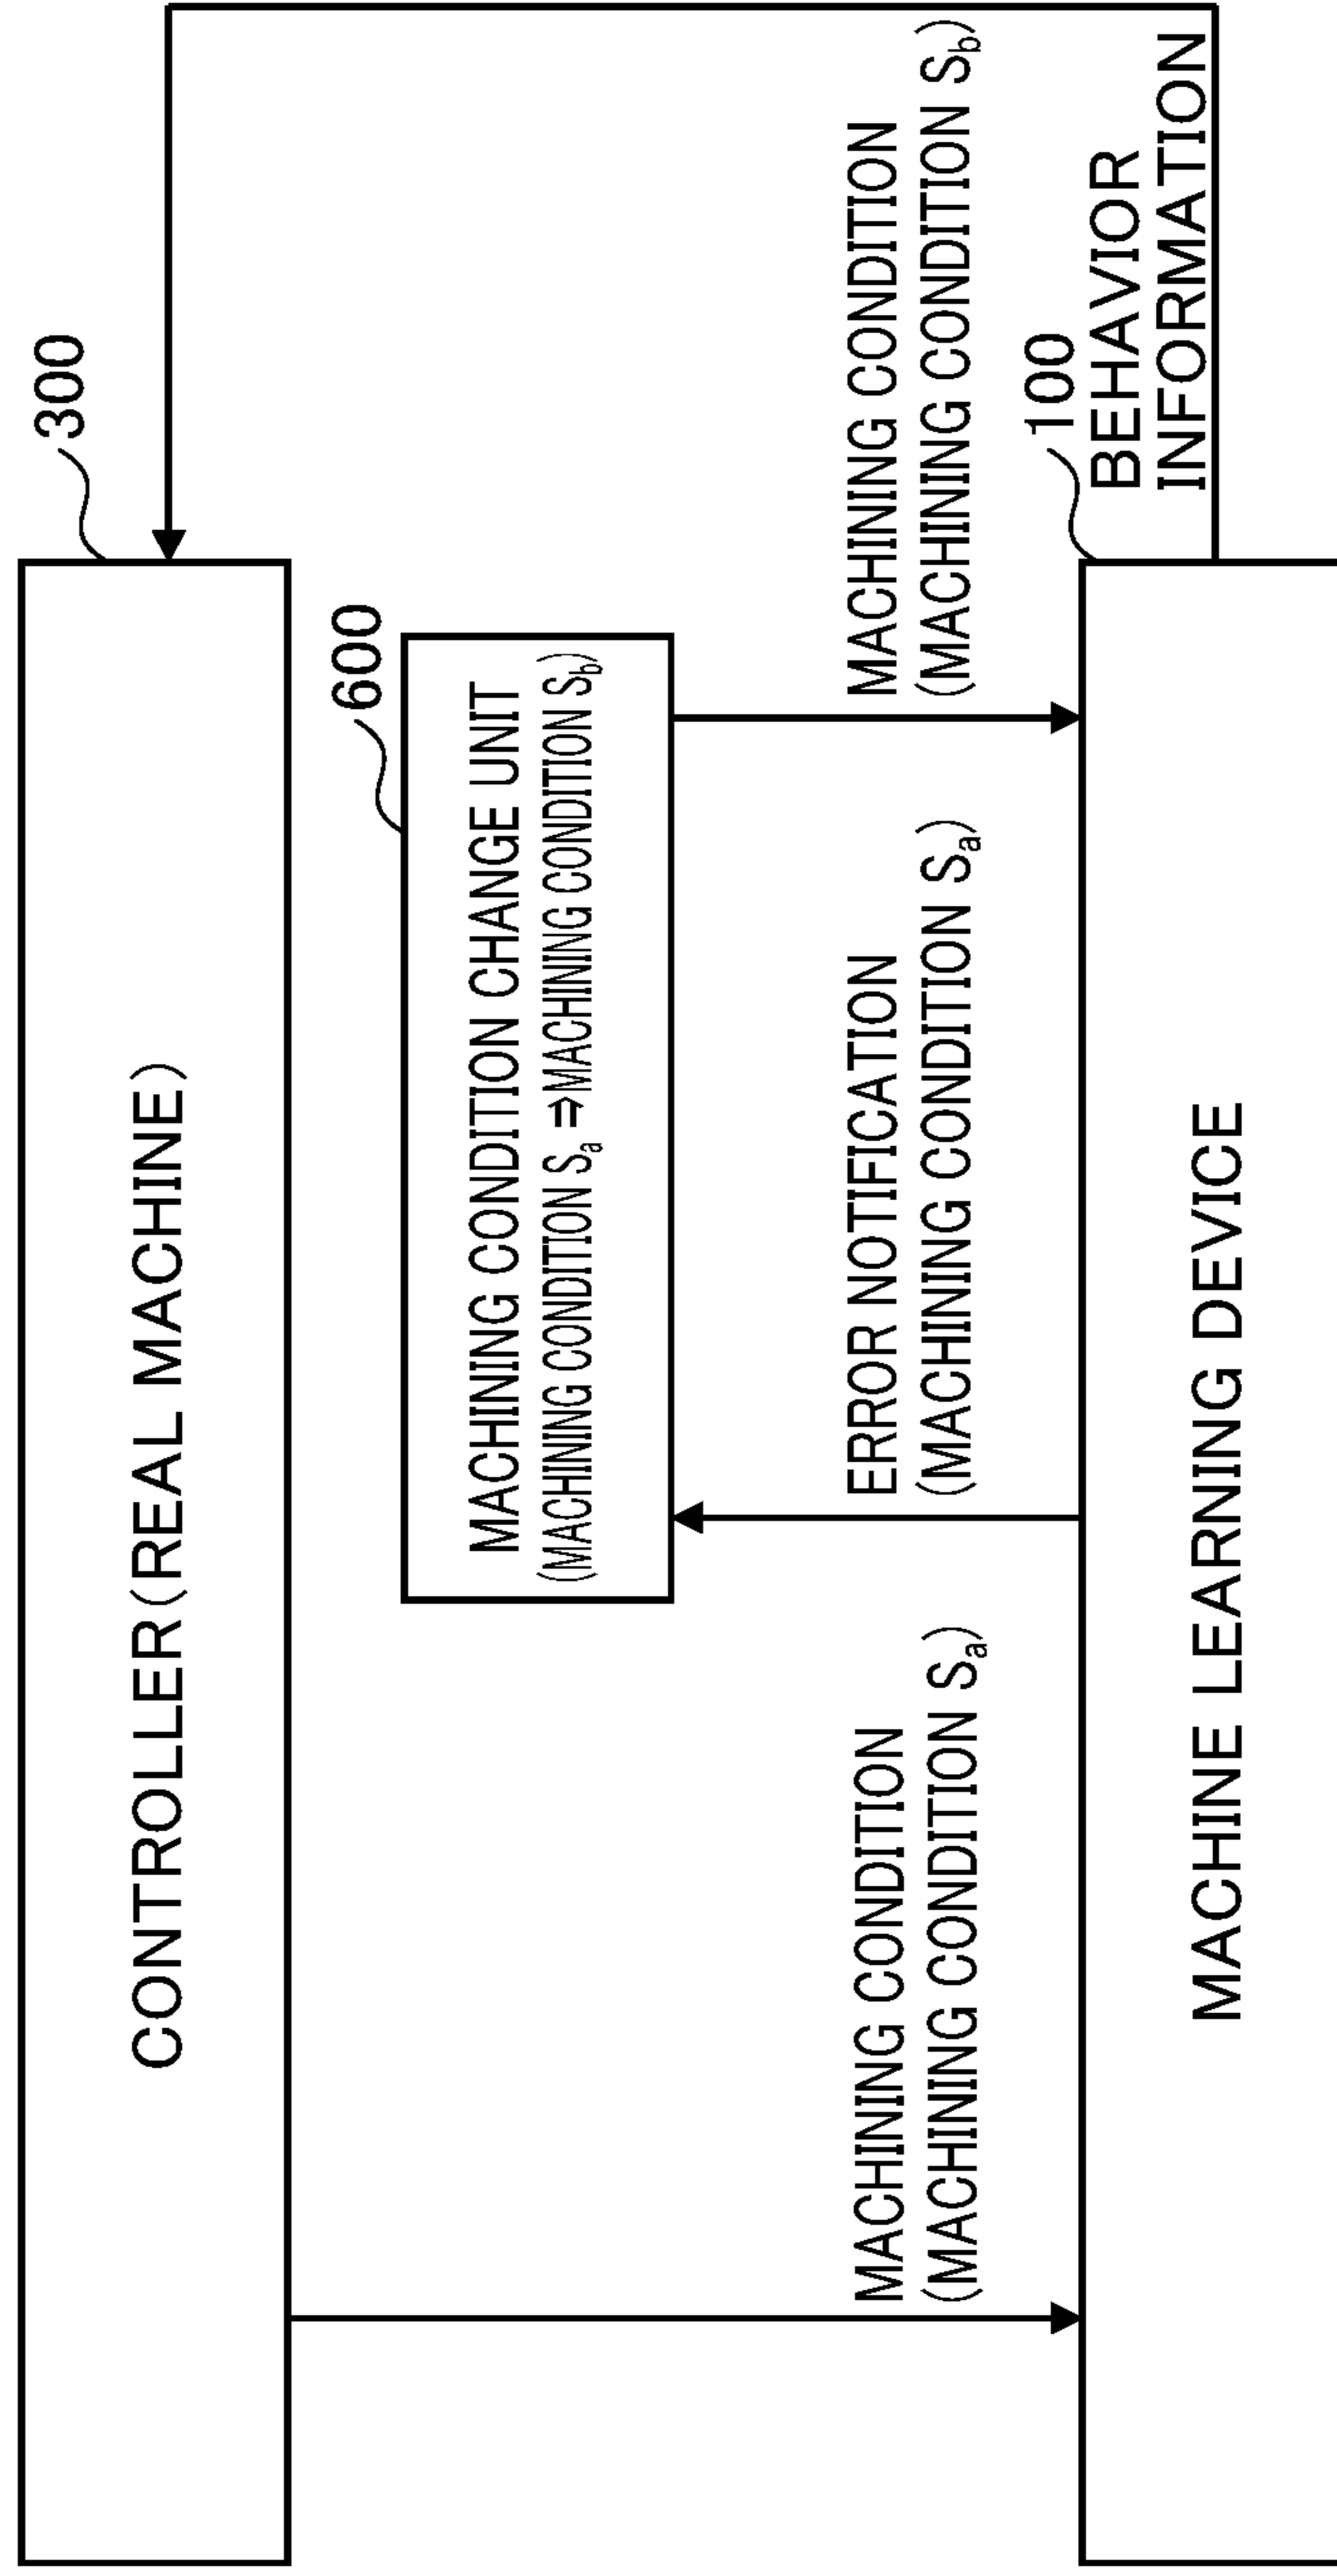 300
CONTROLLER(REAL MACHINE)
600
MACHINING CONDITION CHANGE UNIT
(MACHINING CONDITION Sa ⇒MACHINING CONDITION Sb)
MACHINING CONDITION
(MACHINING CONDITION Sa)
ERROR NOTIFICATION
(MACHINING CONDITION Sa)
MACHINING CONDITION
(MACHINING CONDITION Sb)
100
BEHAVIOR
INFORMATION
MACHINE LEARNING DEVICE